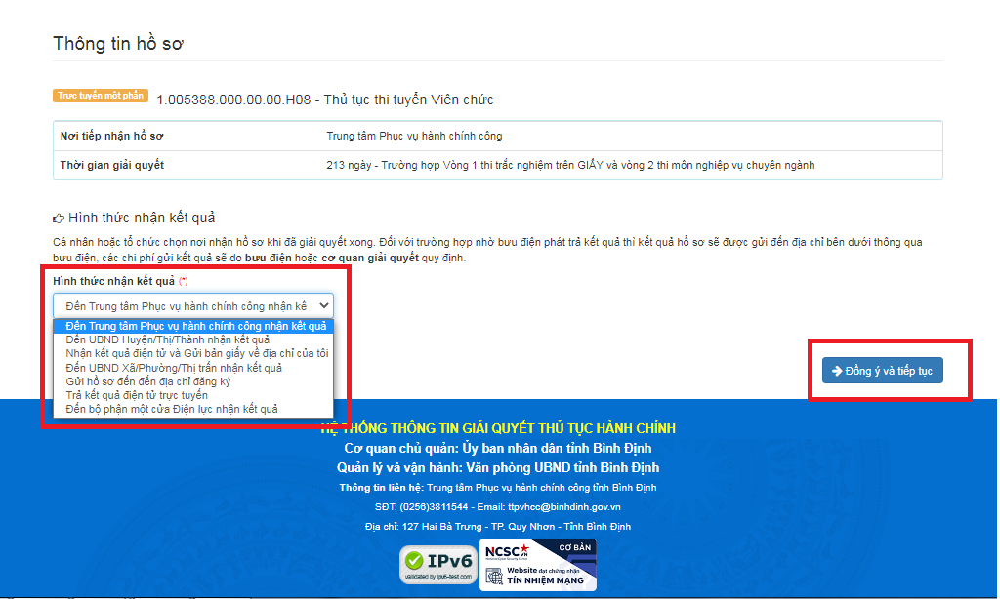 Thông tin hồ sơ
Trực tuyến một phần 1.005388.000.00.00.H08 - Thủ tục thi tuyển Viên chức
Nơi tiếp nhận hồ sơ Trung tâm Phục vụ hành chính công
Thời gian giải quyết 213 ngày - Trường hợp Vòng 1 thi trắc nghiệm trên GIẤY và vòng 2 thi môn nghiệp vụ chuyên ngành
Hình thức nhận kết quả
Cá nhân hoặc tổ chức chọn nơi nhận hồ sơ khi đã giải quyết xong. Đối với trường hợp nhờ bưu điện phát trả kết quả thì kết quả hồ sơ sẽ được gửi đến địa chỉ bên dưới thông qua
bưu điện, các chi phí gửi kết quả sẽ do bưu điện hoặc cơ quan giải quyết quy định.
Hình thức nhận kết quả (*)
Đến Trung tâm Phục vụ hành chính công nhận kế
Đến Trung tâm Phục vụ hành chính công nhận kết quả
Đến UBND Huyện/Thị/Thành nhận kết quả
Nhận kết quả điện tử và Gửi bản giấy về địa chỉ của tôi
Đến UBND Xã/Phường/Thị trấn nhận kết quả
Gửi hồ sơ đến đến địa chỉ đăng ký
Trả kết quả điện tử trực tuyến
Đến bộ phận một cửa Điện lực nhận kết quả
Đồng ý và tiếp tục
HỆ THỐNG THÔNG TIN GIẢI QUYẾT THỦ TỤC HÀNH CHÍNH
Cơ quan chủ quản: Ủy ban nhân dân tỉnh Bình Định
Quản lý và vận hành: Văn phòng UBND tỉnh Bình Định
Thông tin liên hệ: Trung tâm Phục vụ hành chính công tỉnh Bình Định
SĐT: (0256)3811544 - Email: ttpvhcc@binhdinh.gov.vn
Địa chỉ: 127 Hai Bà Trưng - TP. Quy Nhơn - Tỉnh Bình Định
IPv6
validated by ipv6-test.com
NCSC VN
CƠ BẢN
Website đạt chứng nhận
TÍN NHIỆM MẠNG